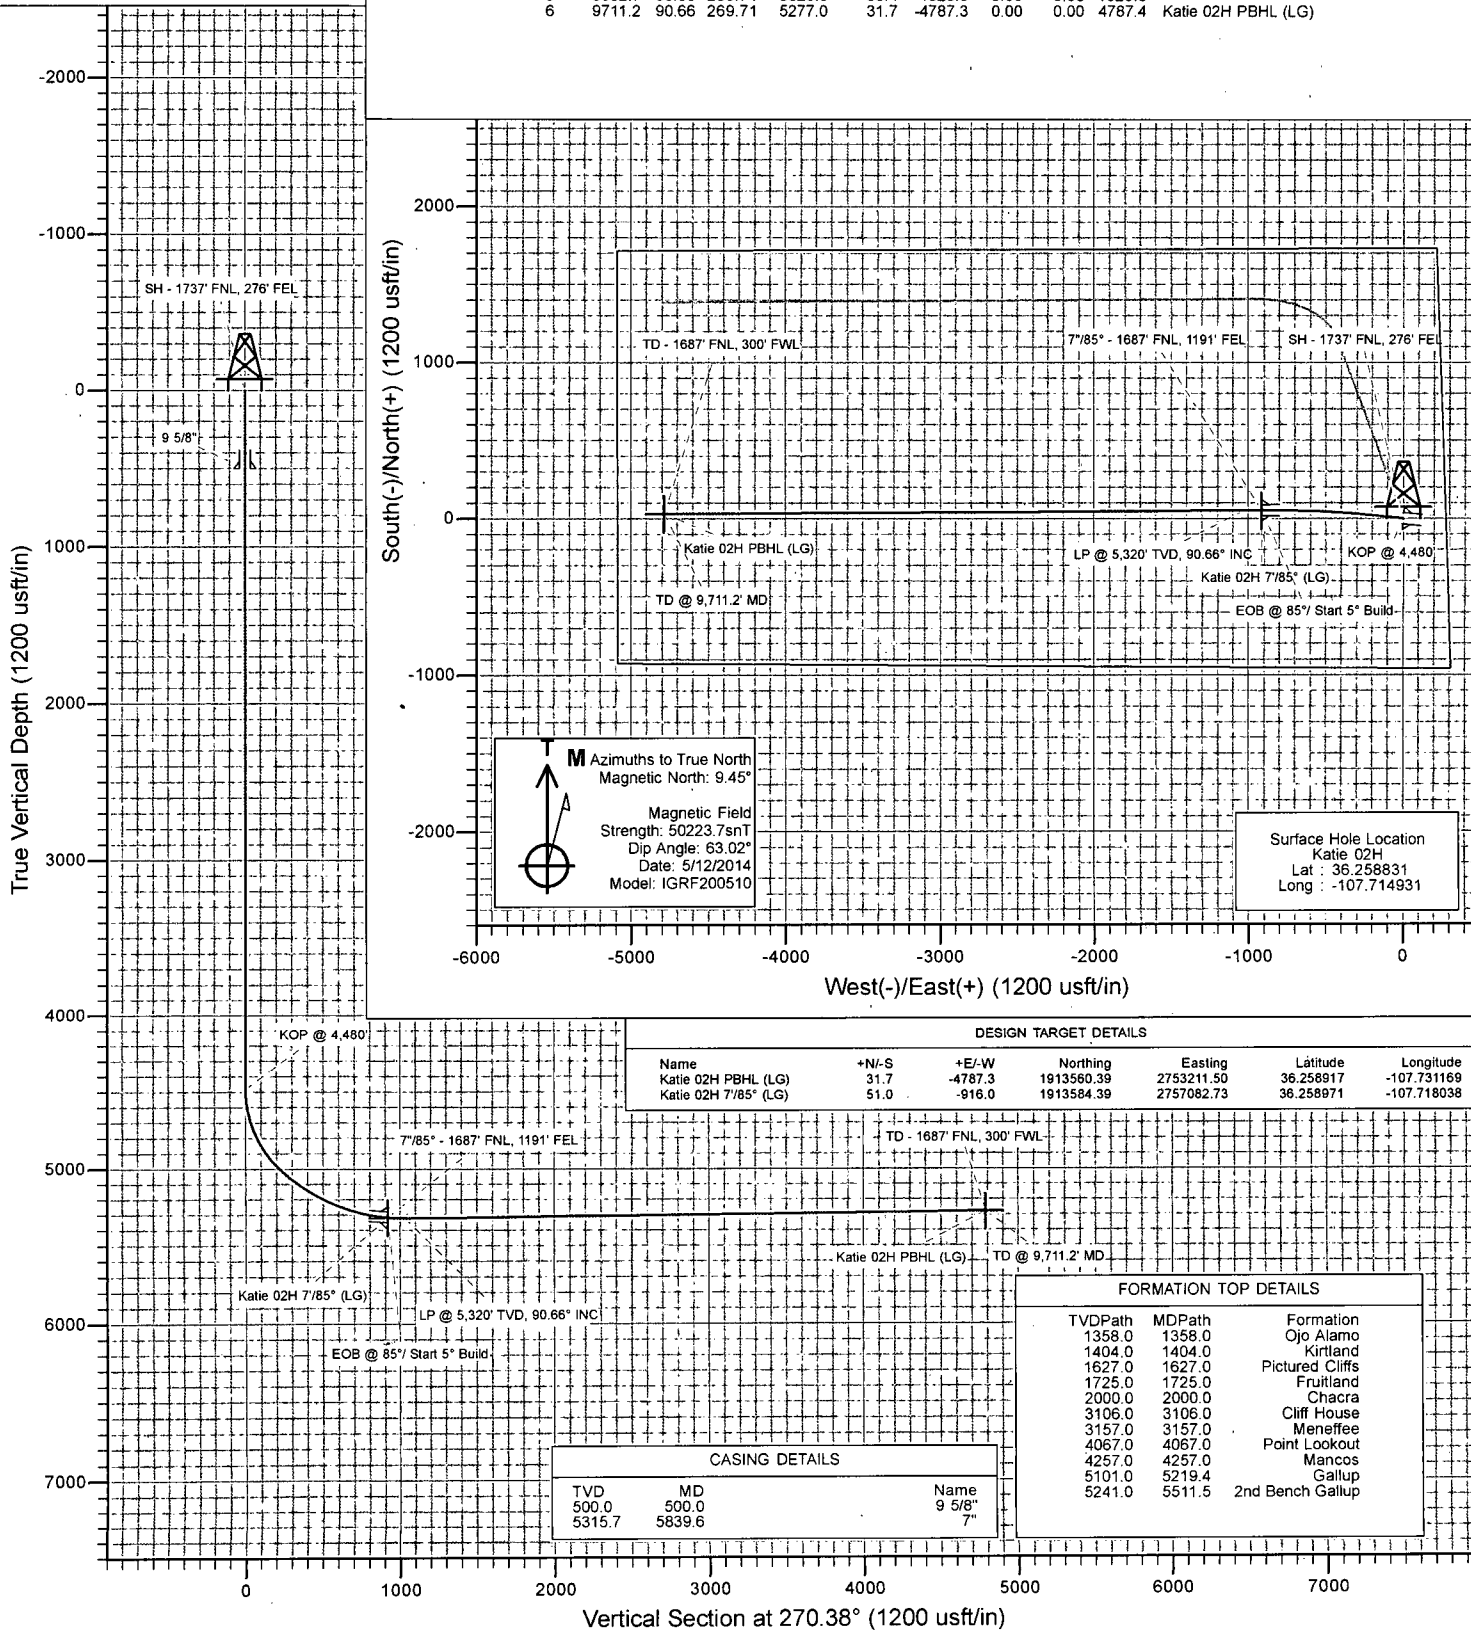 6 9711.2 90.66 269.71 5277.0 31.7 -4787.3 0.00 0.00 4787.4 Katie 02H PBHL (LG)
True Vertical Depth (1200 usft/in)
-2000
-1000
0
1000
2000
3000
4000
5000
6000
7000
SH - 1737' FNL, 276' FEL
9 5/8"
KOP @ 4,480'
7"/85° - 1687' FNL, 1191' FEL
TD - 1687' FNL, 300' FWL
Katie 02H PBHL (LG)
TD @ 9,711.2' MD
Katie 02H 7'/85° (LG)
LP @ 5,320' TVD, 90.66° INC
EOB @ 85°/ Start 5° Build
0
1000
2000
3000
4000
5000
6000
7000
Vertical Section at 270.38° (1200 usft/in)
South(-)/North(+) (1200 usft/in)
2000
1000
0
-1000
-2000
TD - 1687' FNL, 300' FWL
7"/85° - 1687' FNL, 1191' FEL
SH - 1737' FNL, 276' FEL
Katie 02H PBHL (LG)
LP @ 5,320' TVD, 90.66° INC
KOP @ 4,480'
Katie 02H 7'/85° (LG)
TD @ 9,711.2' MD
EOB @ 85°/ Start 5° Build
-6000
-5000
-4000
-3000
-2000
-1000
0
West(-)/East(+) (1200 usft/in)
T
M Azimuths to True North
Magnetic North: 9.45°
Magnetic Field
Strength: 50223.7snT
Dip Angle: 63.02°
Date: 5/12/2014
Model: IGRF200510
Surface Hole Location
Katie 02H
Lat : 36.258831
Long : -107.714931
DESIGN TARGET DETAILS
Name +N/-S +E/-W Northing Easting Latitude Longitude
Katie 02H PBHL (LG) 31.7 -4787.3 1913560.39 2753211.50 36.258917 -107.731169
Katie 02H 7'/85° (LG) 51.0 -916.0 1913584.39 2757082.73 36.258971 -107.718038
FORMATION TOP DETAILS
TVDPath MDPath Formation
1358.0 1358.0 Ojo Alamo
1404.0 1404.0 Kirtland
1627.0 1627.0 Pictured Cliffs
1725.0 1725.0 Fruitland
2000.0 2000.0 Chacra
3106.0 3106.0 Cliff House
3157.0 3157.0 Meneffee
4067.0 4067.0 Point Lookout
4257.0 4257.0 Mancos
5101.0 5219.4 Gallup
5241.0 5511.5 2nd Bench Gallup
CASING DETAILS
TVD MD Name
500.0 500.0 9 5/8"
5315.7 5839.6 7"